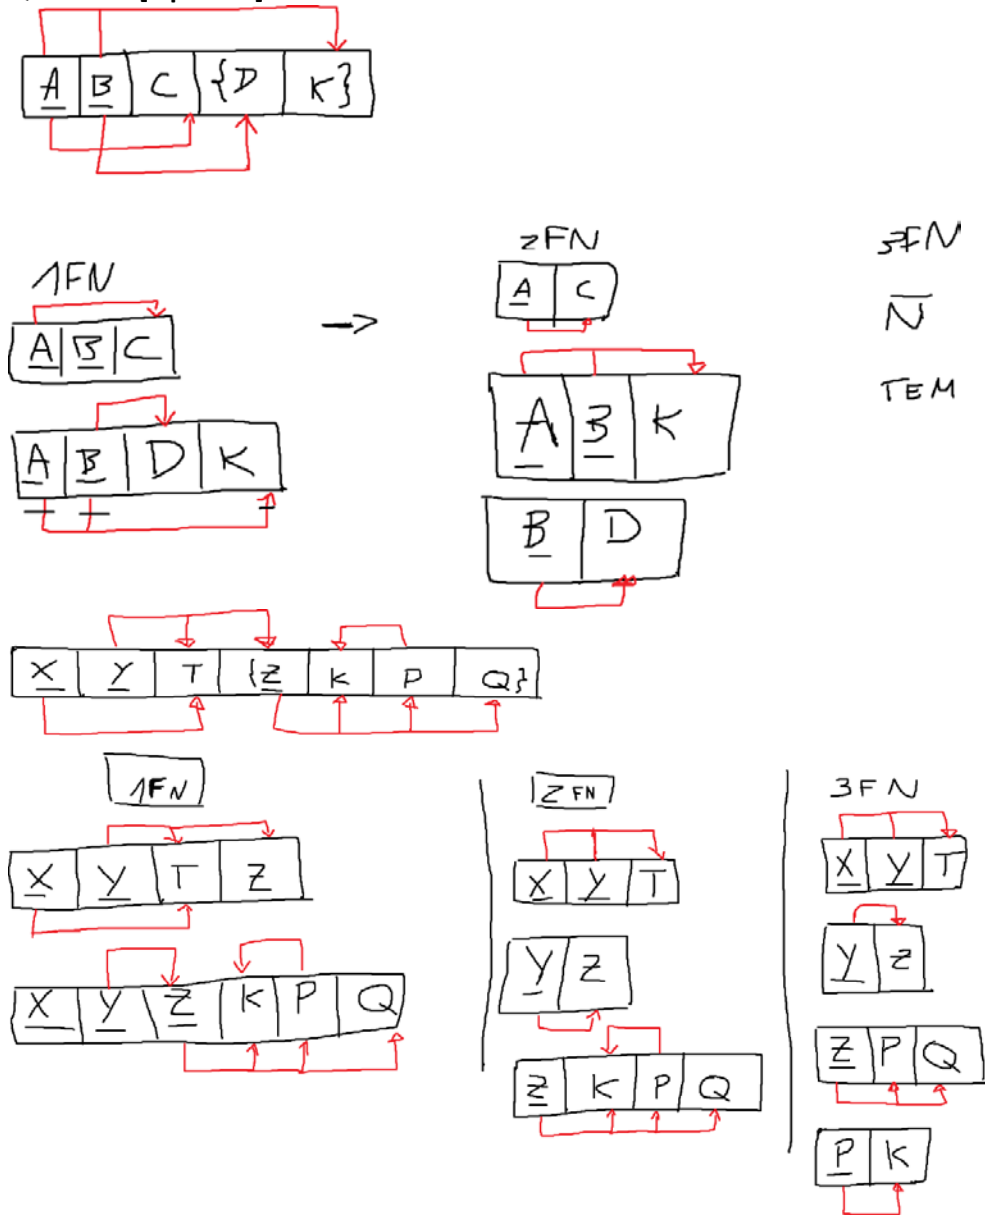 A B C {D K}
1FN
A B C
A B D K
2FN
A C
A B K
B D
3FN
N
TEM
X Y T {Z K P Q}
1FN
X Y T Z
X Y Z K P Q
2FN
X Y T
Y Z
Z K P Q
3FN
X Y T
Y Z
Z P Q
P K